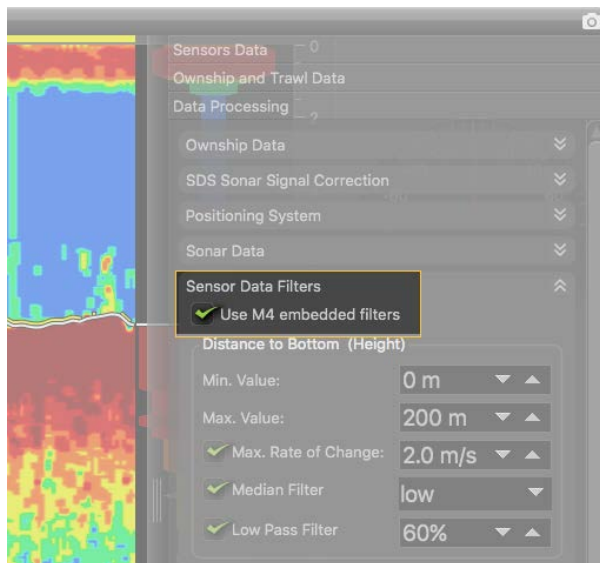 Sensors Data
0
Ownship and Trawl Data
Data Processing
2
Ownship Data
SDS Sonar Signal Correction
Positioning System
Sonar Data
Sensor Data Filters
Use M4 embedded filters
Distance to Bottom (Height)
Min. Value: 0 m
Max. Value: 200 m
Max. Rate of Change: 2.0 m/s
Median Filter low
Low Pass Filter 60%